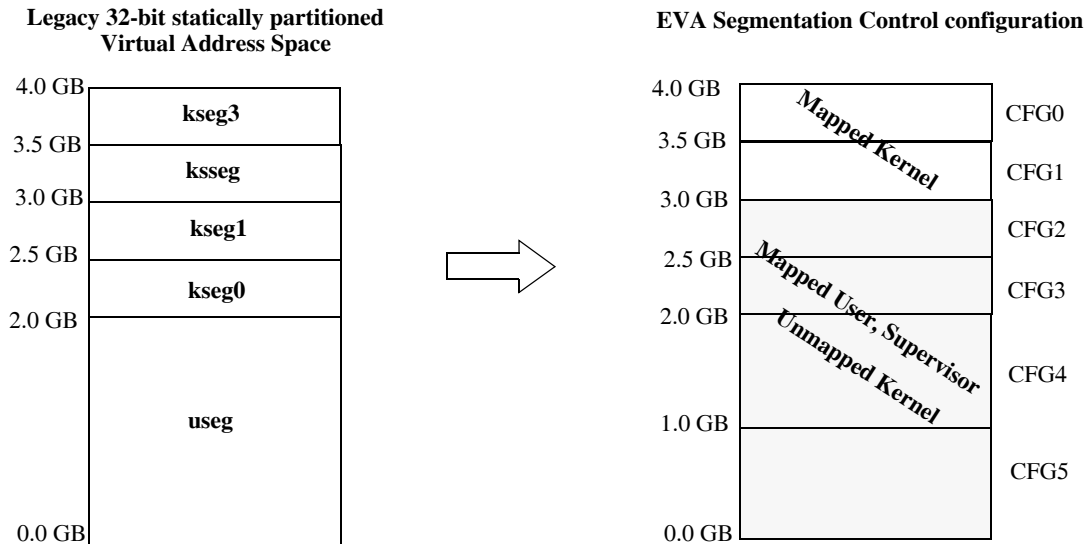 Legacy 32-bit statically partitioned
Virtual Address Space
4.0 GB
kseg3
3.5 GB
ksseg
3.0 GB
kseg1
2.5 GB
kseg0
2.0 GB
useg
0.0 GB
EVA Segmentation Control configuration
4.0 GB
Mapped Kernel
CFG0
3.5 GB
CFG1
3.0 GB
CFG2
2.5 GB
Mapped User, Supervisor
CFG3
2.0 GB
Unmapped Kernel
CFG4
1.0 GB
CFG5
0.0 GB